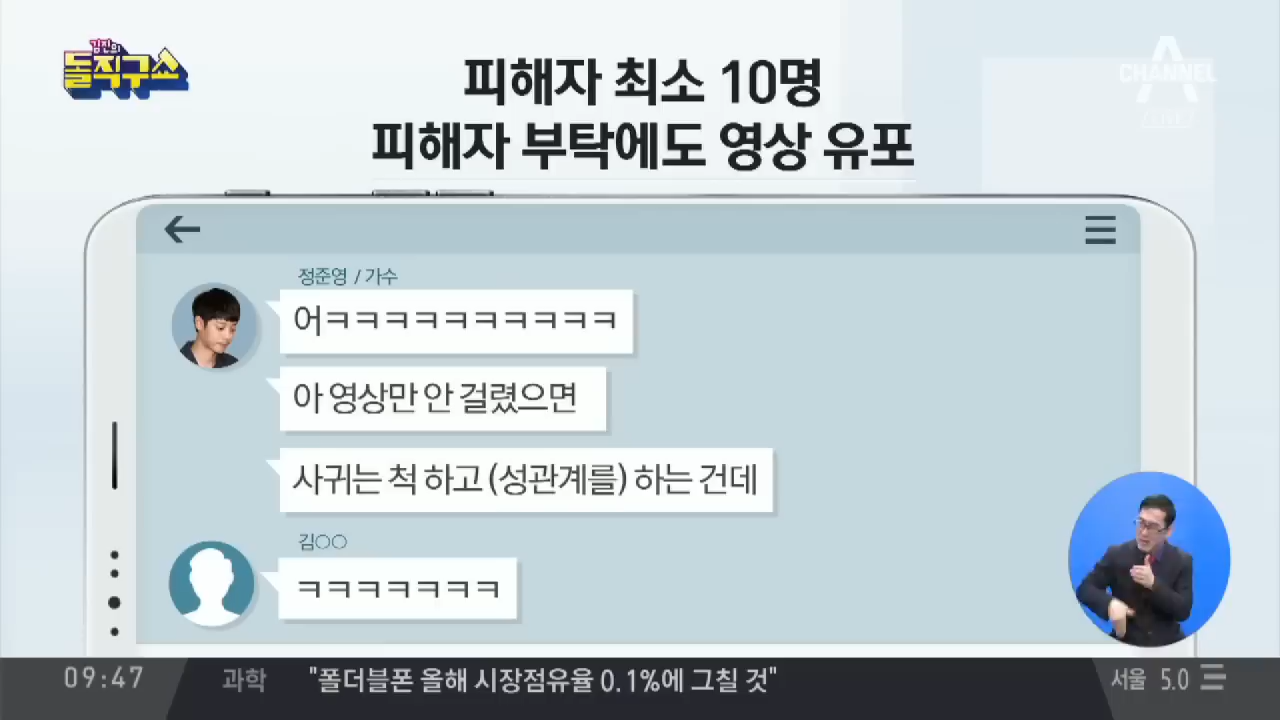 김진의
돌직구쇼
CHANNEL A
LIVE
피해자 최소 10명
피해자 부탁에도 영상 유포
정준영 / 가수
어ㅋㅋㅋㅋㅋㅋㅋㅋㅋㅋ
아 영상만 안 걸렸으면
사귀는 척 하고 (성관계를) 하는 건데
김○○
ㅋㅋㅋㅋㅋㅋㅋ
09:47
과학
"폴더블폰 올해 시장점유율 0.1%에 그칠 것"
서울 5.0